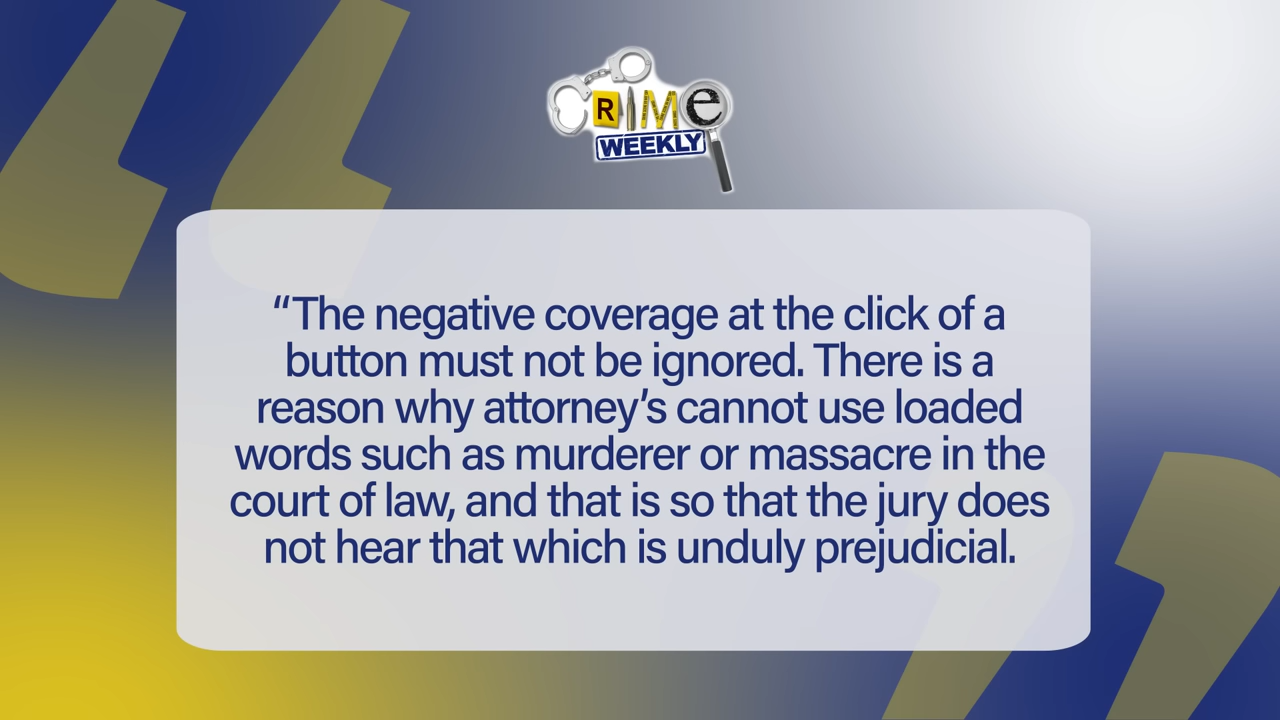 CRIME
WEEKLY
“The negative coverage at the click of a
button must not be ignored. There is a
reason why attorney’s cannot use loaded
words such as murderer or massacre in the
court of law, and that is so that the jury does
not hear that which is unduly prejudicial.